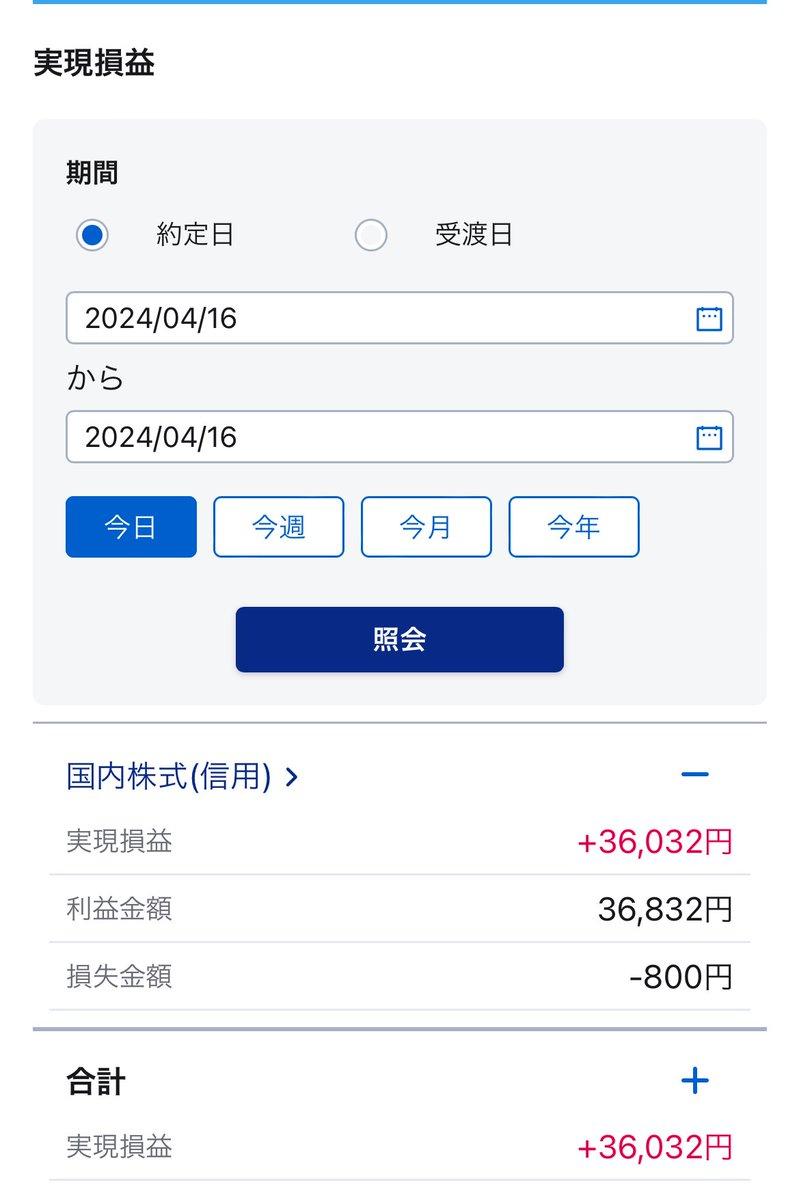 実現損益
期間
約定日 受渡日
2024/04/16
から
2024/04/16
今日 今週 今月 今年
照会
国内株式(信用)
実現損益 +36,032円
利益金額 36,832円
損失金額 -800円
合計
実現損益 +36,032円